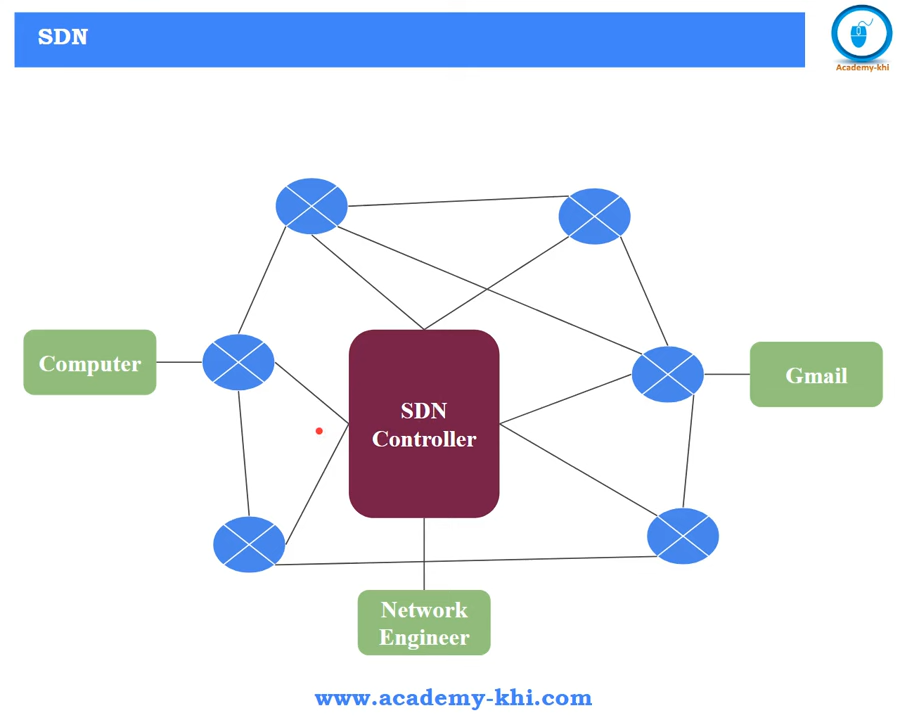 SDN
Academy-khi
Computer
SDN
Controller
Gmail
Network
Engineer
www.academy-khi.com